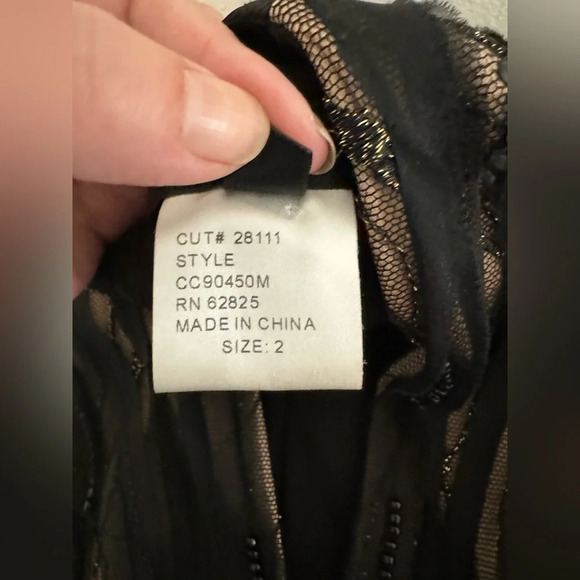 CUT# 28111
STYLE
CC90450M
RN 62825
MADE IN CHINA
SIZE: 2